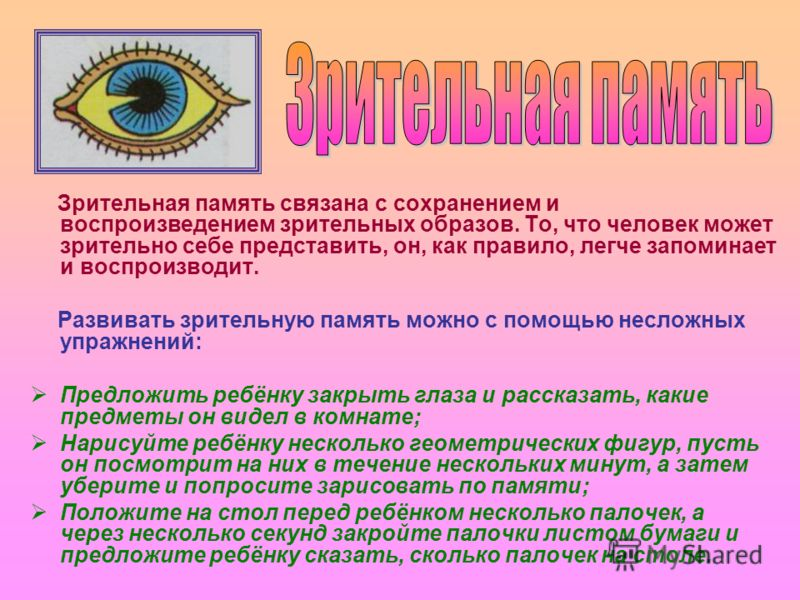 Зрительная память
Зрительная память связана с сохранением и
воспроизведением зрительных образов. То, что человек может
зрительно себе представить, он, как правило, легче запоминает
и воспроизводит.
Развивать зрительную память можно с помощью несложных
упражнений:
Предложить ребёнку закрыть глаза и рассказать, какие
предметы он видел в комнате;
Нарисуйте ребёнку несколько геометрических фигур, пусть
он посмотрит на них в течение нескольких минут, а затем
уберите и попросите зарисовать по памяти;
Положите на стол перед ребёнком несколько палочек, а
через несколько секунд закройте палочки листом бумаги и
предложите ребёнку сказать, сколько палочек на столе.
MyShared